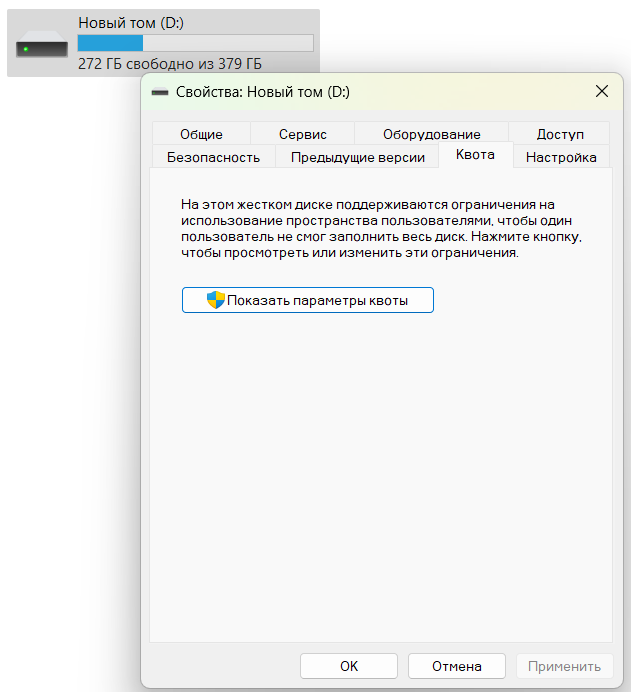 Новый том (D:)
272 ГБ свободно из 379 ГБ
Свойства: Новый том (D:)
Общие Сервис Оборудование Доступ
Безопасность Предыдущие версии Квота Настройка
На этом жестком диске поддерживаются ограничения на
использование пространства пользователями, чтобы один
пользователь не смог заполнить весь диск. Нажмите кнопку,
чтобы просмотреть или изменить эти ограничения.
Показать параметры квоты
ОК Отмена Применить